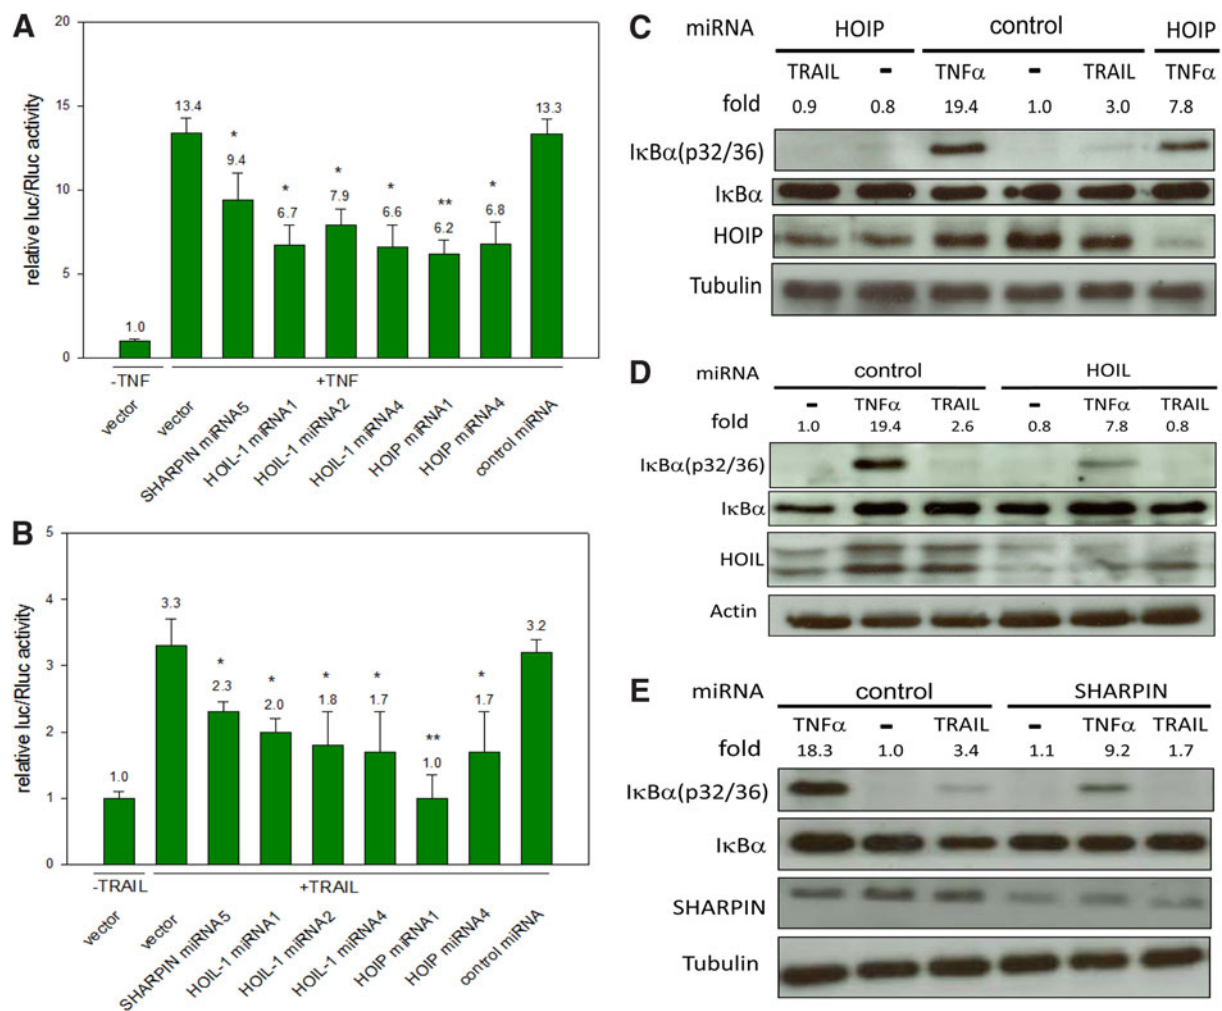 A
relative luc/Rluc activity
20
15
10
5
0
1.0
13.4
*
9.4
*
6.7
*
7.9
*
6.6
**
6.2
*
6.8
13.3
-TNF
+TNF
vector
vector
SHARPIN miRNA5
HOIL-1 miRNA1
HOIL-1 miRNA2
HOIL-1 miRNA4
HOIP miRNA1
HOIP miRNA4
control miRNA
B
relative luc/Rluc activity
5
4
3
2
1
0
1.0
3.3
*
2.3
*
2.0
*
1.8
*
1.7
**
1.0
*
1.7
3.2
-TRAIL
+TRAIL
vector
vector
SHARPIN miRNA5
HOIL-1 miRNA1
HOIL-1 miRNA2
HOIL-1 miRNA4
HOIP miRNA1
HOIP miRNA4
control miRNA
C
miRNA HOIP control HOIP
TRAIL - TNFα - TRAIL TNFα
fold 0.9 0.8 19.4 1.0 3.0 7.8
IκBα(p32/36)
IκBα
HOIP
Tubulin
D
miRNA control HOIL
- TNFα TRAIL - TNFα TRAIL
fold 1.0 19.4 2.6 0.8 7.8 0.8
IκBα(p32/36)
IκBα
HOIL
Actin
E
miRNA control SHARPIN
TNFα - TRAIL - TNFα TRAIL
fold 18.3 1.0 3.4 1.1 9.2 1.7
IκBα(p32/36)
IκBα
SHARPIN
Tubulin